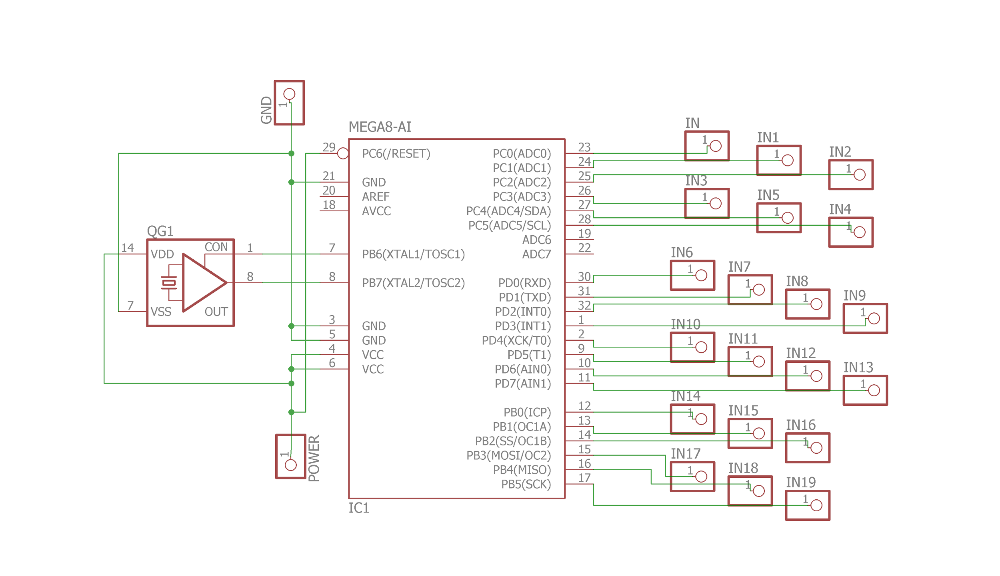 GND
1
MEGA8-AI
29 PC6(/RESET)
21 GND
20 AREF
18 AVCC
7 PB6(XTAL1/TOSC1)
8 PB7(XTAL2/TOSC2)
3 GND
5 GND
4 VCC
6 VCC
PC0(ADC0) 23
PC1(ADC1) 24
PC2(ADC2) 25
PC3(ADC3) 26
PC4(ADC4/SDA) 27
PC5(ADC5/SCL) 28
ADC6 19
ADC7 22
PD0(RXD) 30
PD1(TXD) 31
PD2(INT0) 32
PD3(INT1) 1
PD4(XCK/T0) 2
PD5(T1) 9
PD6(AIN0) 10
PD7(AIN1) 11
PB0(ICP) 12
PB1(OC1A) 13
PB2(SS/OC1B) 14
PB3(MOSI/OC2) 15
PB4(MISO) 16
PB5(SCK) 17
IC1
QG1
14 VDD
CON 1
8
7 VSS
OUT
POWER
1
IN
1
IN1
1
IN2
1
IN3
1
IN5
1
IN4
1
IN6
1
IN7
1
IN8
1
IN9
1
IN10
1
IN11
1
IN12
1
IN13
1
IN14
1
IN15
1
IN16
1
IN17
1
IN18
1
IN19
1